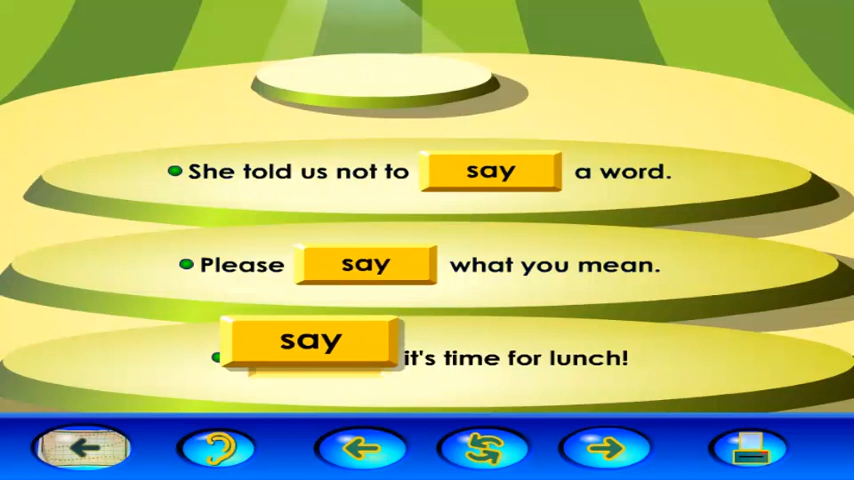 She told us not to say a word.
Please say what you mean.
say it's time for lunch!